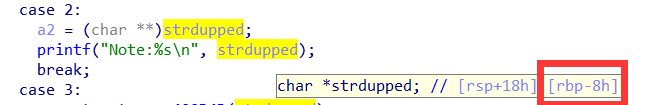 case 2:
a2 = (char **)strdupped;
printf("Note:%s\n", strdupped);
break;
char *strdupped; // [rsp+18h] [rbp-8h]
case 3: